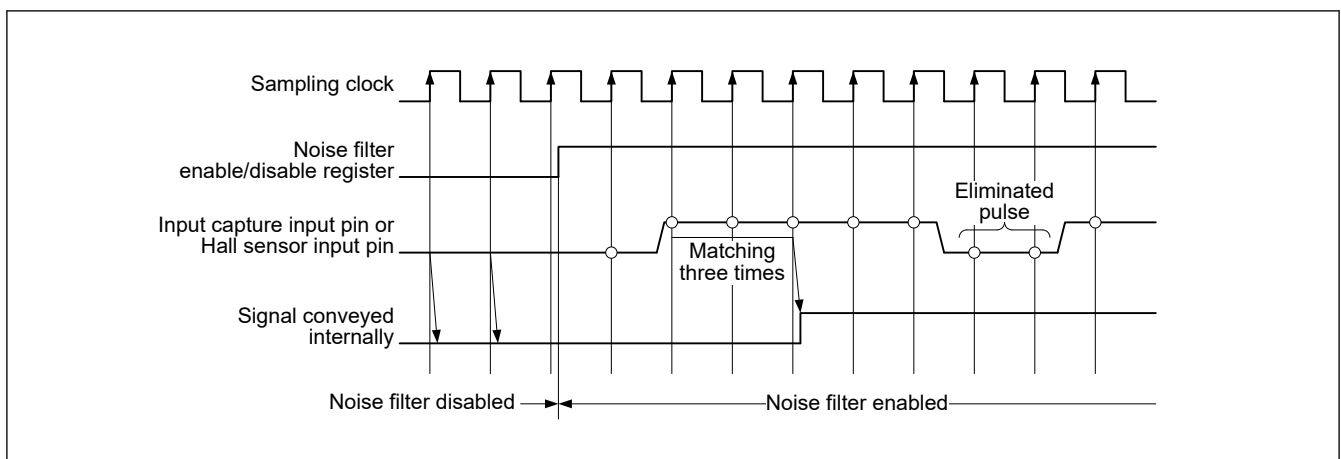 Sampling clock
Noise filter
enable/disable register
Eliminated
pulse
Input capture input pin or
Hall sensor input pin
Matching
three times
Signal conveyed
internally
Noise filter disabled
Noise filter enabled